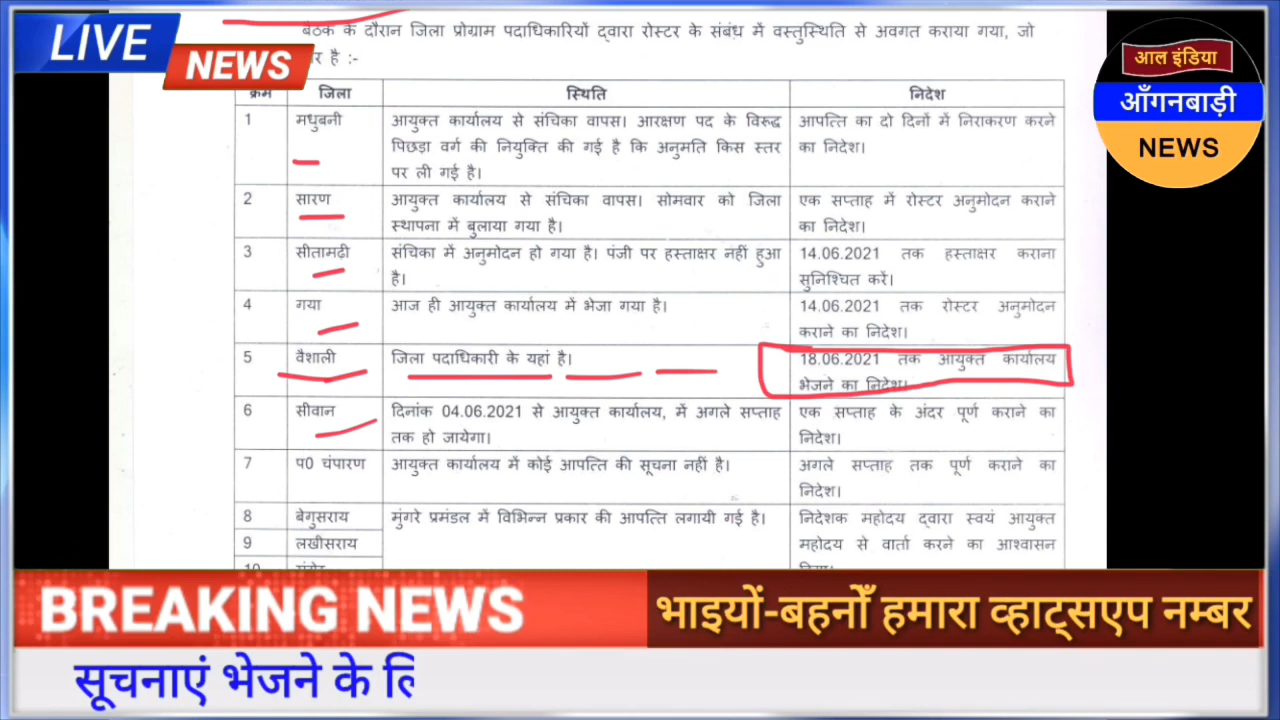 LIVE
NEWS
बैठक के दौरान जिला प्रोग्राम पदाधिकारियों द्वारा रोस्टर के संबंध में वस्तुस्थिति से अवगत कराया गया, जो
है :-
क्रम जिला स्थिति निदेश
1 मधुबनी आयुक्त कार्यालय से संचिका वापस। आरक्षण पद के विरुद्ध आपत्ति का दो दिनों में निराकरण करने
पिछड़ा वर्ग की नियुक्ति की गई है कि अनुमति किस स्तर का निदेश।
पर ली गई है।
2 सारण आयुक्त कार्यालय से संचिका वापस। सोमवार को जिला एक सप्ताह में रोस्टर अनुमोदन कराने
स्थापना में बुलाया गया है। का निदेश।
3 सीतामढ़ी संचिका में अनुमोदन हो गया है। पंजी पर हस्ताक्षर नहीं हुआ 14.06.2021 तक हस्ताक्षर कराना
है। सुनिश्चित करें।
4 गया आज ही आयुक्त कार्यालय में भेजा गया है। 14.06.2021 तक रोस्टर अनुमोदन
कराने का निदेश।
5 वैशाली जिला पदाधिकारी के यहां है। 18.06.2021 तक आयुक्त कार्यालय
भेजने का निदेश।
6 सीवान दिनांक 04.06.2021 से आयुक्त कार्यालय, में अगले सप्ताह एक सप्ताह के अंदर पूर्ण कराने का
तक हो जायेगा। निदेश।
7 प0 चंपारण आयुक्त कार्यालय में कोई आपत्ति की सूचना नहीं है। अगले सप्ताह तक पूर्ण कराने का
निदेश।
8 बेगुसराय मुंगरे प्रमंडल में विभिन्न प्रकार की आपत्ति लगायी गई है। निदेशक महोदय द्वारा स्वयं आयुक्त
9 लखीसराय महोदय से वार्ता करने का आश्वासन
आल इंडिया
आँगनबाड़ी
NEWS
BREAKING NEWS
भाइयों-बहनोँ हमारा व्हाट्सएप नम्बर
सूचनाएं भेजने के लि